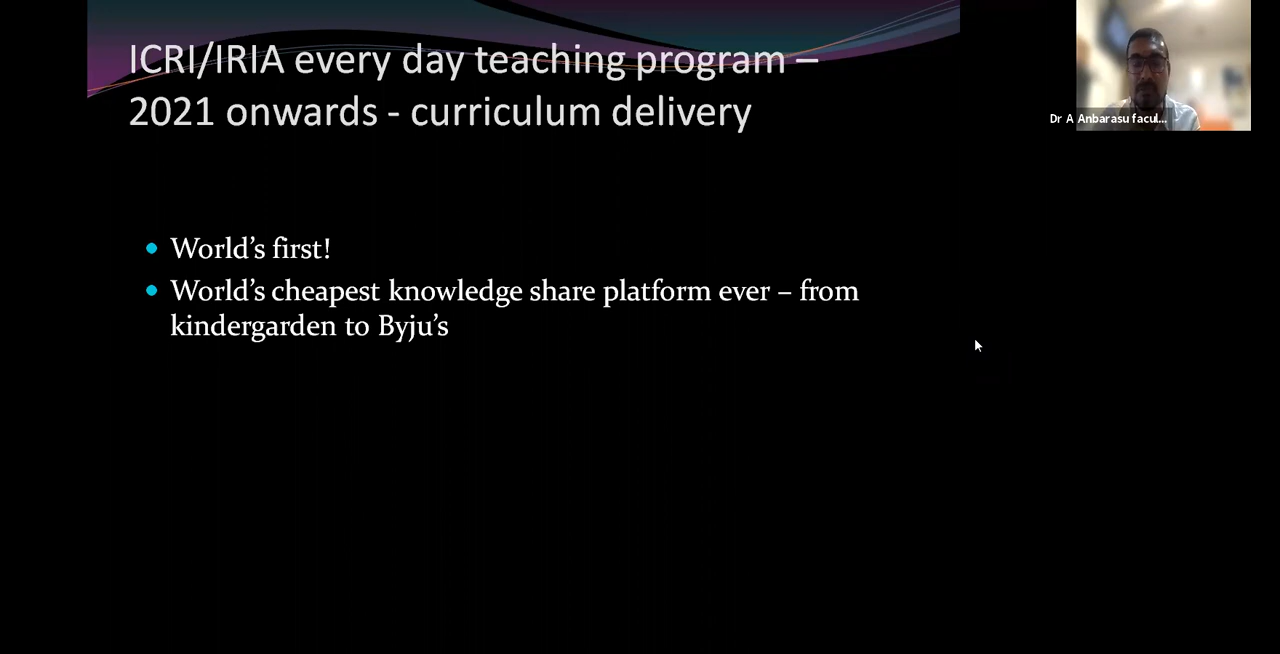 ICRI/IRIA every day teaching program –
2021 onwards - curriculum delivery
Dr A Anbarasu facul...
World's first!
World's cheapest knowledge share platform ever – from
kindergarden to Byju's